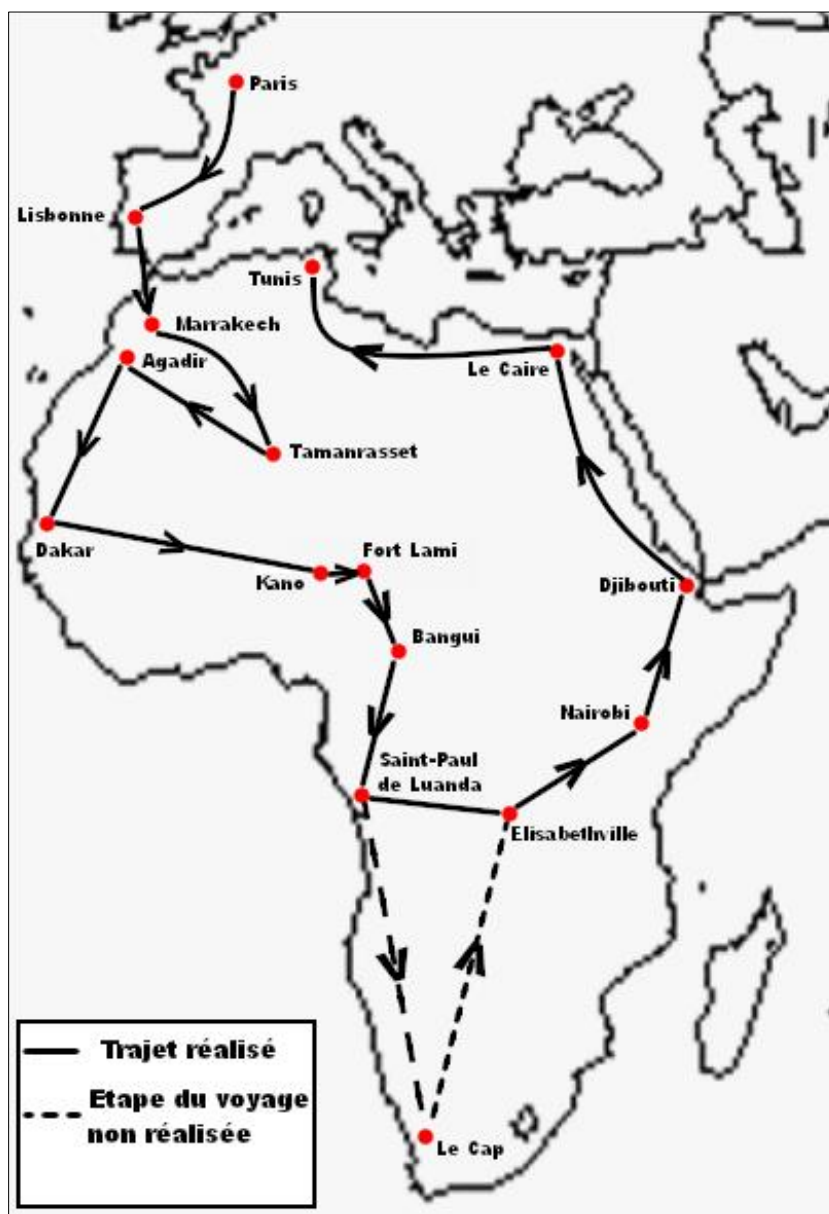 Paris
Lisbonne
Tunis
Marrakech
Agadir
Le Caire
Tamanrasset
Dakar
Fort Lami
Kano
Djibouti
Bangui
Nairobi
Saint-Paul
de Luanda
Elisabethville
Trajet réalisé
Etape du voyage
non réalisée
Le Cap